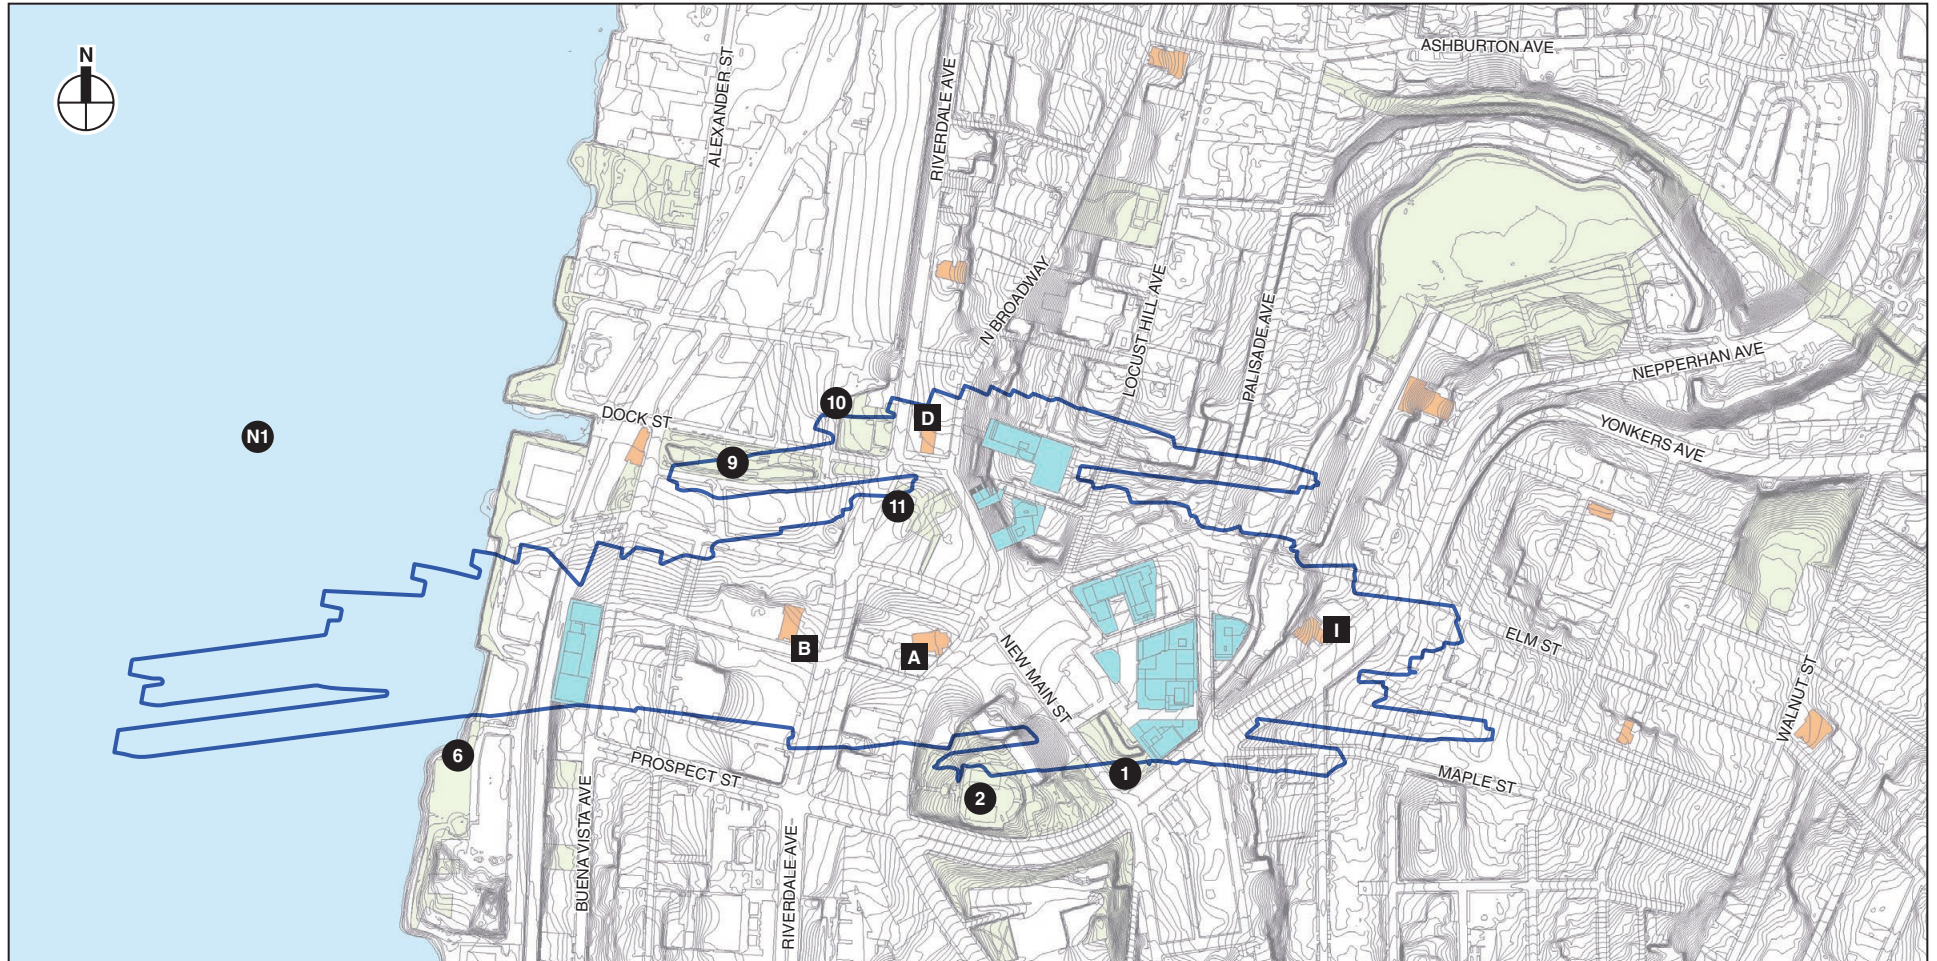 N
ASHBURTON AVE
ALEXANDER ST
RIVERDALE AVE
N BROADWAY
LOCUST HILL AVE
PALISADE AVE
NEPPERHAN AVE
YONKERS AVE
10
DOCK ST
D
N1
9
11
I
ELM ST
B
A
NEW MAIN ST
WALNUT ST
6
PROSPECT ST
1
MAPLE ST
2
BUENA VISTA AVE
RIVERDALE AVE